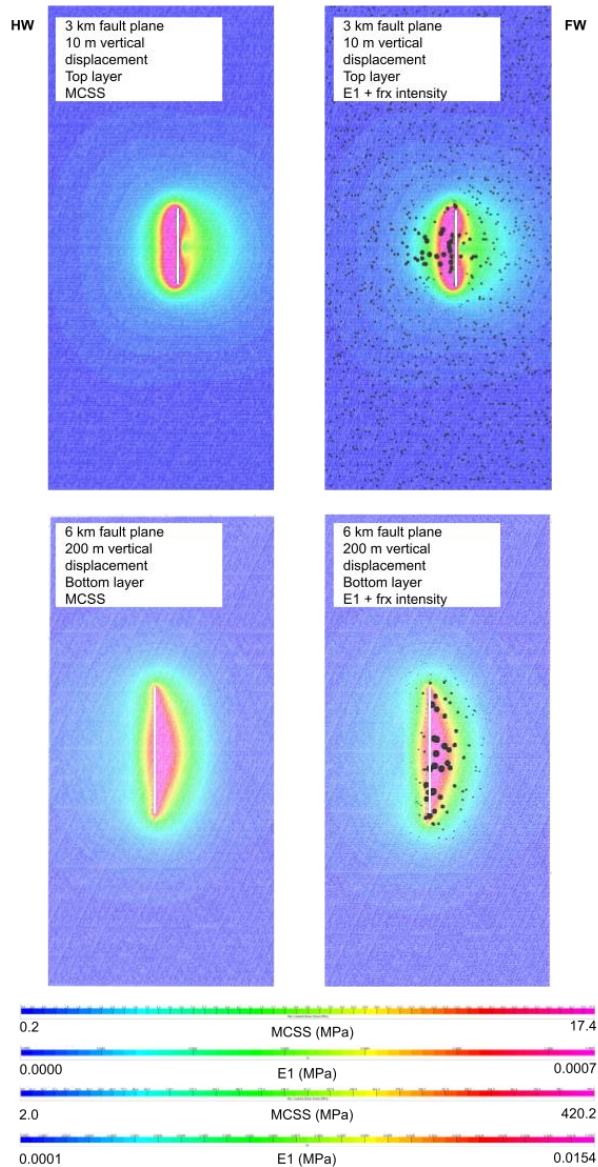 HW
3 km fault plane
10 m vertical
displacement
Top layer
MCSS
3 km fault plane
10 m vertical
displacement
Top layer
E1 + frx intensity
FW
6 km fault plane
200 m vertical
displacement
Bottom layer
MCSS
6 km fault plane
200 m vertical
displacement
Bottom layer
E1 + frx intensity
0.2 MCSS (MPa) 17.4
0.0000 E1 (MPa) 0.0007
2.0 MCSS (MPa) 420.2
0.0001 E1 (MPa) 0.0154